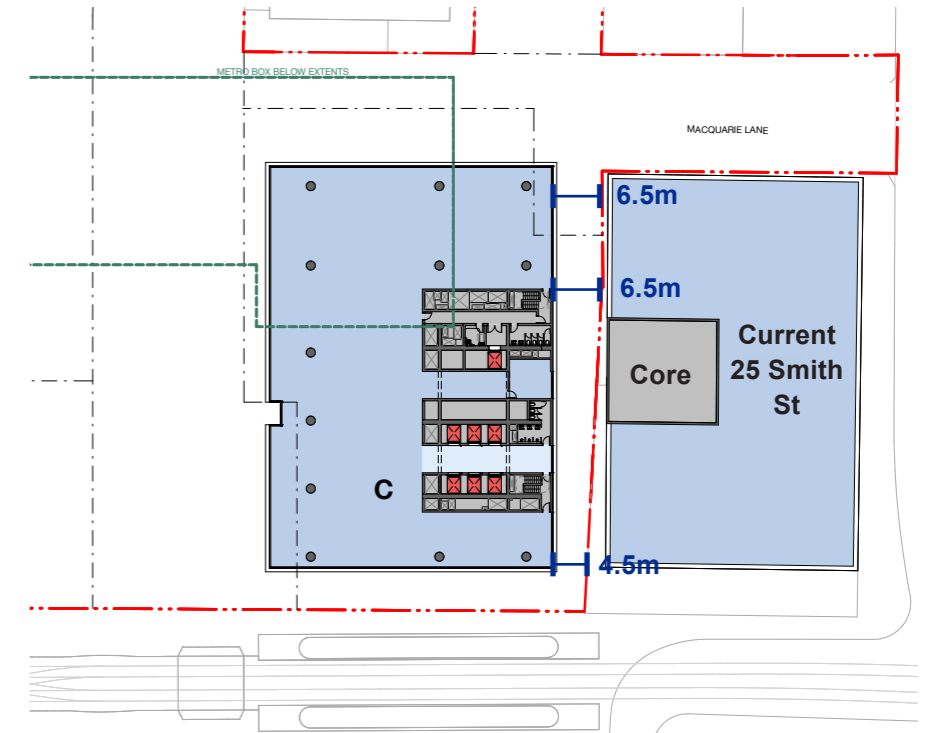 METRO BOX BELOW EXTENTS
MACQUARIE LANE
6.5m
6.5m
Current
25 Smith
St
Core
C
4.5m